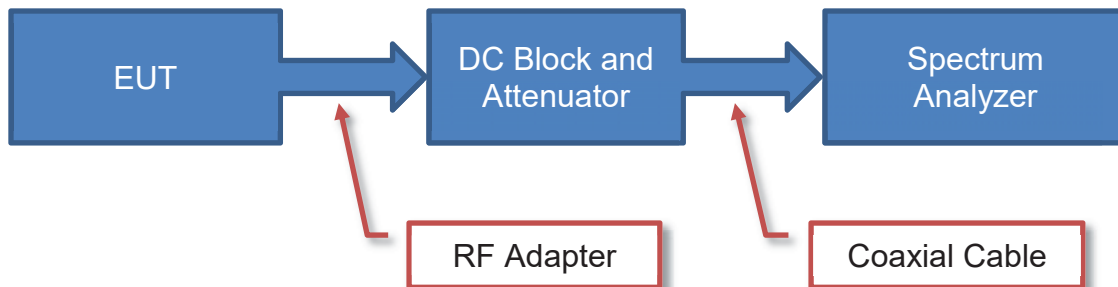 EUT
DC Block and
Attenuator
Spectrum
Analyzer
RF Adapter
Coaxial Cable